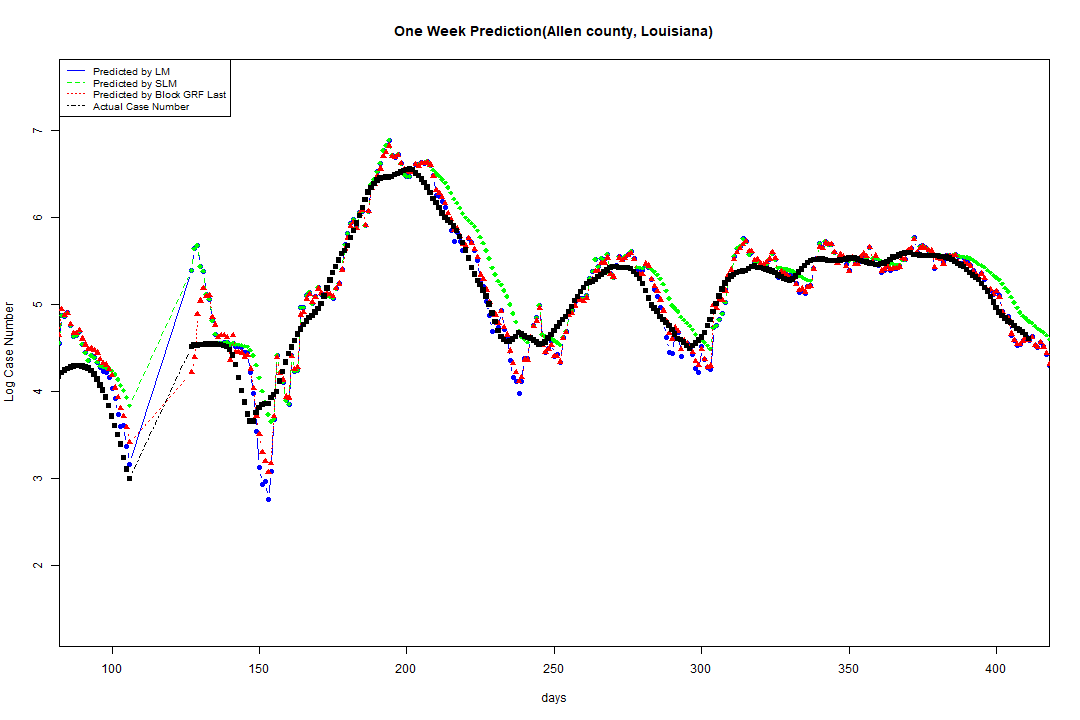 One Week Prediction(Allen county, Louisiana)
Predicted by LM
Predicted by SLM
Predicted by Block GRF Last
Actual Case Number
Log Case Number
7
6
5
4
3
2
100 150 200 250 300 350 400
days